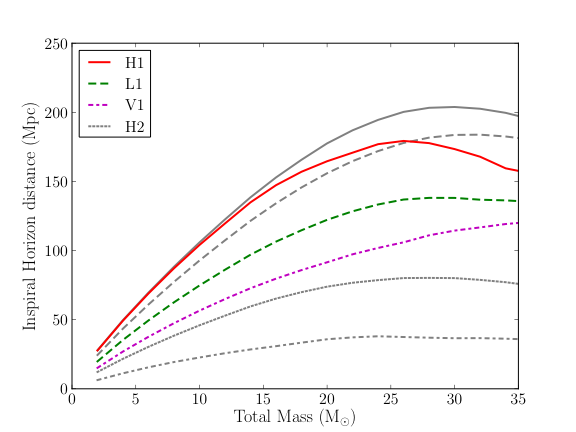 250
200
150
100
50
0
Inspiral Horizon distance (Mpc)
H1
L1
V1
H2
0 5 10 15 20 25 30 35
Total Mass (M☉)